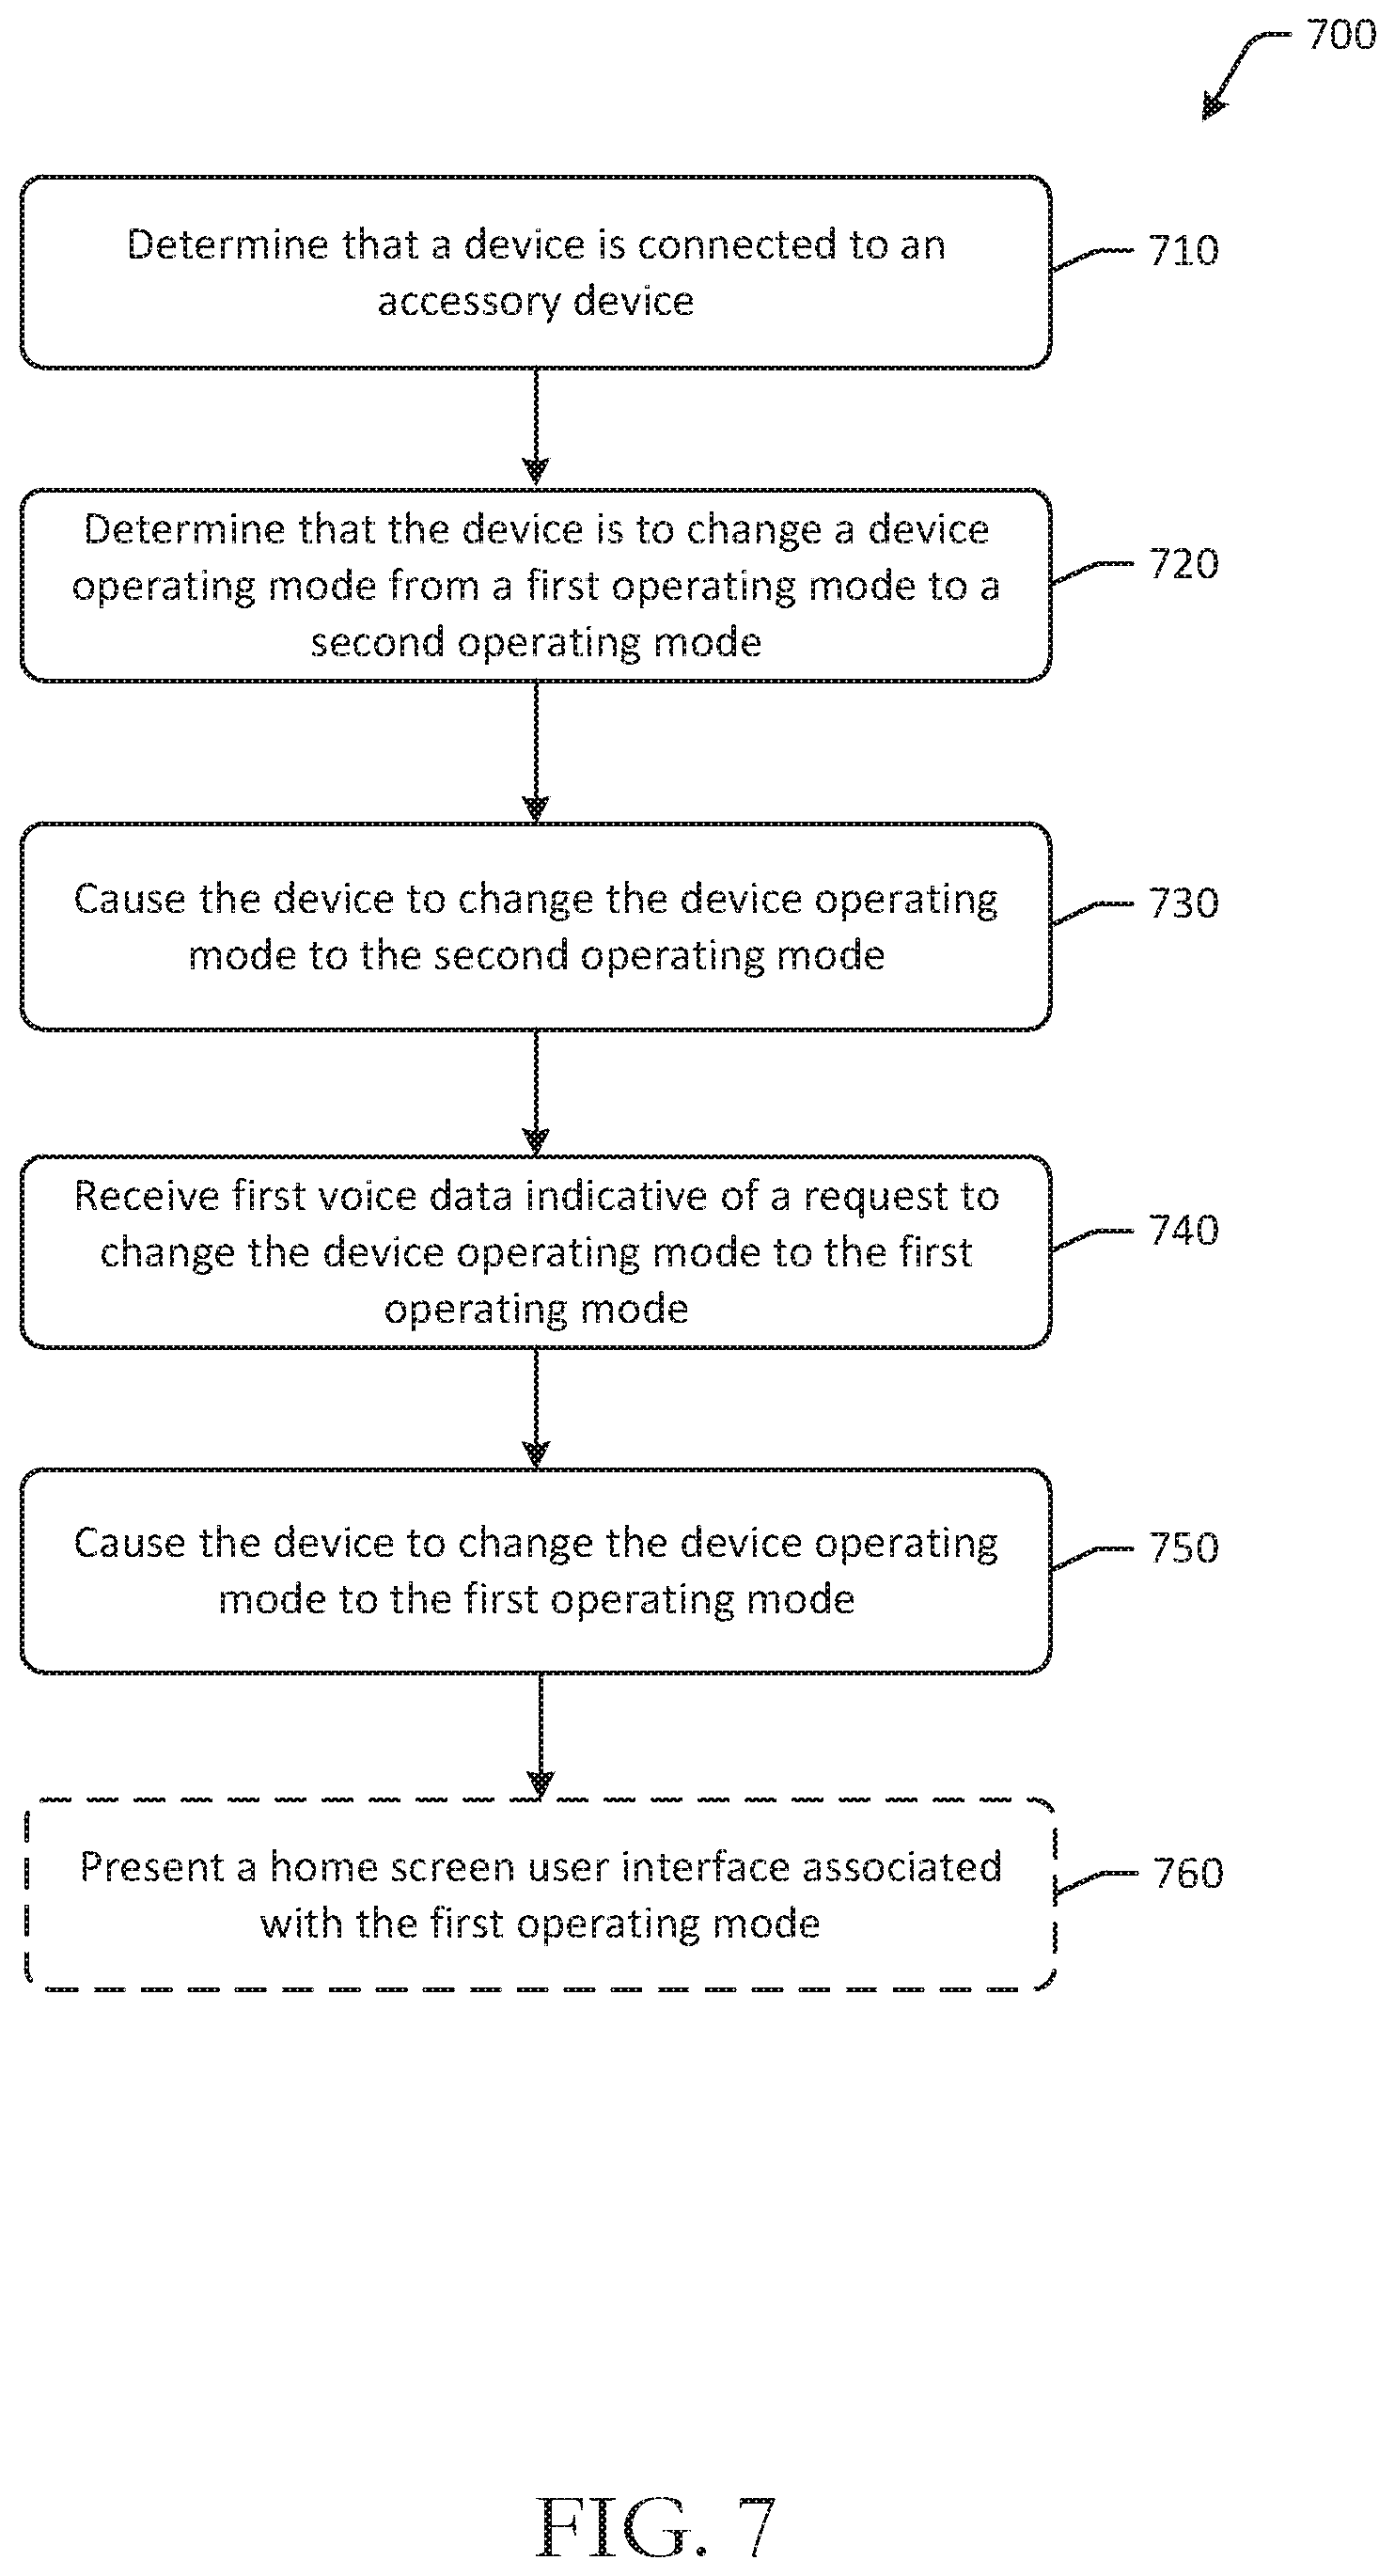 700
Determine that a device is connected to an
accessory device
710
Determine that the device is to change a device
operating mode from a first operating mode to a
second operating mode
720
Cause the device to change the device operating
mode to the second operating mode
730
Receive first voice data indicative of a request to
change the device operating mode to the first
operating mode
740
Cause the device to change the device operating
mode to the first operating mode
750
Present a home screen user interface associated
with the first operating mode
760
FIG. 7